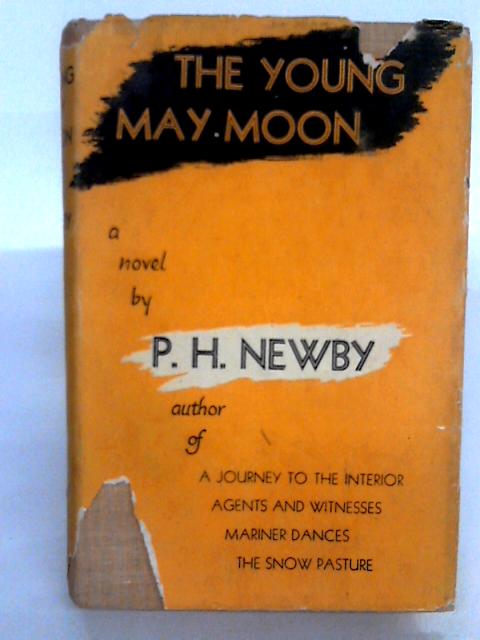 THE YOUNG
MAY MOON
a
novel
by
P. H. NEWBY
author
of
A JOURNEY TO THE INTERIOR
AGENTS AND WITNESSES
MARINER DANCES
THE SNOW PASTURE